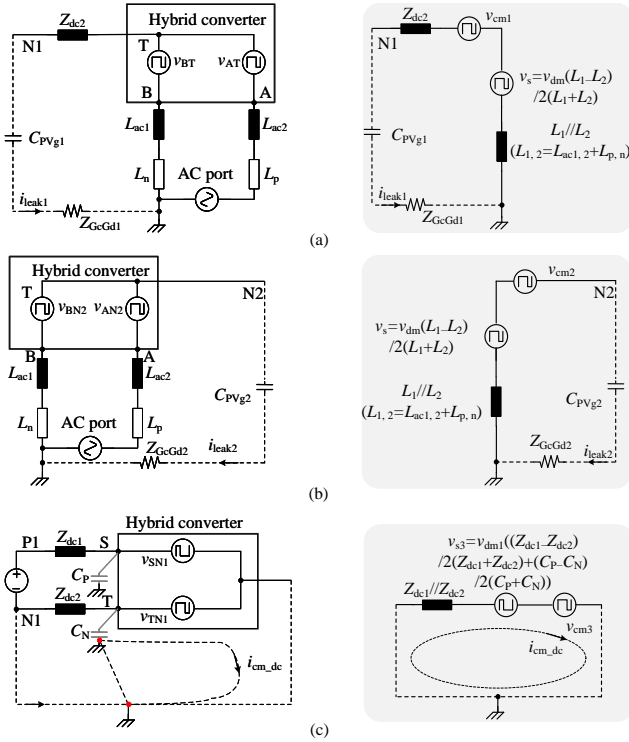 Hybrid converter
Zdc2
N1
T
vBT
vAT
B
A
Lac1
Lac2
CPVg1
AC port
Ln
Lp
ileak1
ZGcGd1
Zdc2
vcm1
N1
vs=vdm(L1−L2)
/2(L1+L2)
CPVg1
L1//L2
(L1, 2=Lac1, 2+Lp, n)
ileak1
ZGcGd1
(a)
Hybrid converter
T
N2
vBN2
vAN2
B
A
Lac1
Lac2
CPVg2
AC port
Ln
Lp
ZGcGd2
ileak2
vcm2
N2
vs=vdm(L1−L2)
/2(L1+L2)
L1//L2
(L1, 2=Lac1, 2+Lp, n)
CPVg2
ZGcGd2
ileak2
(b)
Hybrid converter
P1
Zdc1
S
vSN1
CP
Zdc2
T
vTN1
N1
CN
icm_dc
vs3=vdm1((Zdc1−Zdc2)
/2(Zdc1+Zdc2)+(CP−CN)
/2(CP+CN))
Zdc1//Zdc2
vcm3
icm_dc
(c)